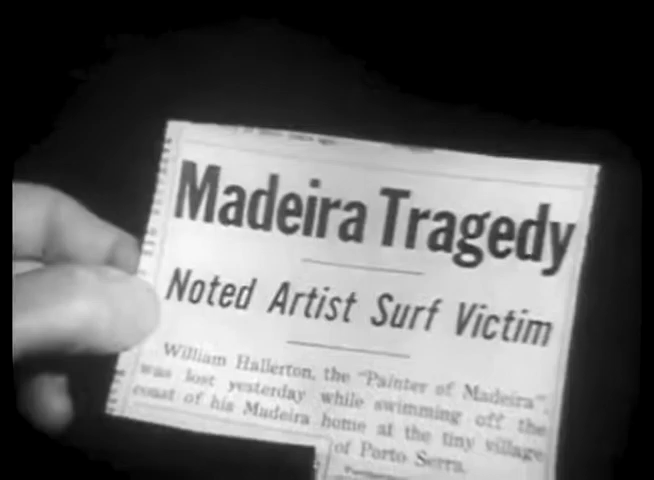 Madeira Tragedy
Noted Artist Surf Victim
William Hallerton, the "Painter of Madeira",
was lost yesterday while swimming off the
coast of his Madeira home at the tiny village
of Porto Serra.